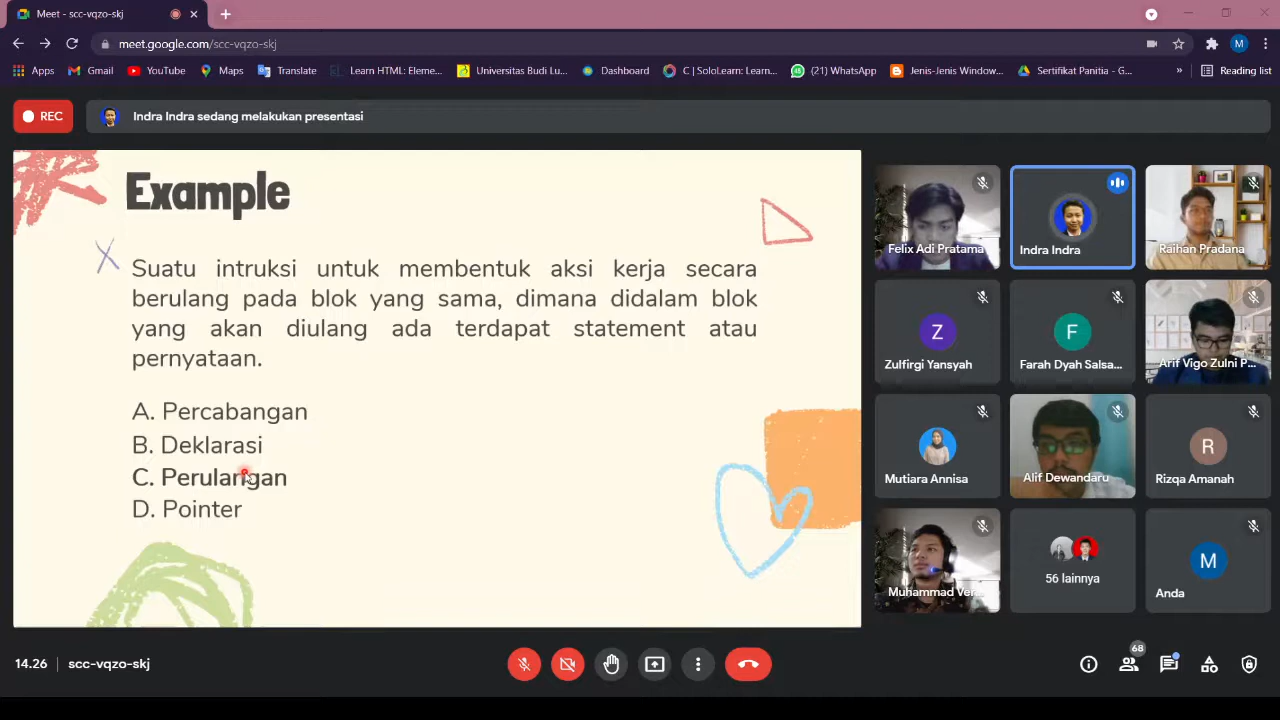 Meet - scc-vqzo-skj
meet.google.com/scc-vqzo-skj
M
Apps
Gmail
YouTube
Maps
Translate
Learn HTML: Eleme...
Universitas Budi Lu...
Dashboard
C | SoloLearn: Learn...
(21) WhatsApp
Jenis-Jenis Window...
Sertifikat Panitia – G...
»
Reading list
REC
Indra Indra sedang melakukan presentasi
Example
Suatu intruksi untuk membentuk aksi kerja secara
berulang pada blok yang sama, dimana didalam blok
yang akan diulang ada terdapat statement atau
pernyataan.
A. Percabangan
B. Deklarasi
C. Perulangan
D. Pointer
Felix Adi Pratama
Indra Indra
Raihan Pradana
Z
Zulfirgi Yansyah
F
Farah Dyah Salsa...
Arif Vigo Zulni P...
Mutiara Annisa
Alif Dewandaru
R
Rizqa Amanah
Muhammad Ver...
56 lainnya
M
Anda
14.26
scc-vqzo-skj
68